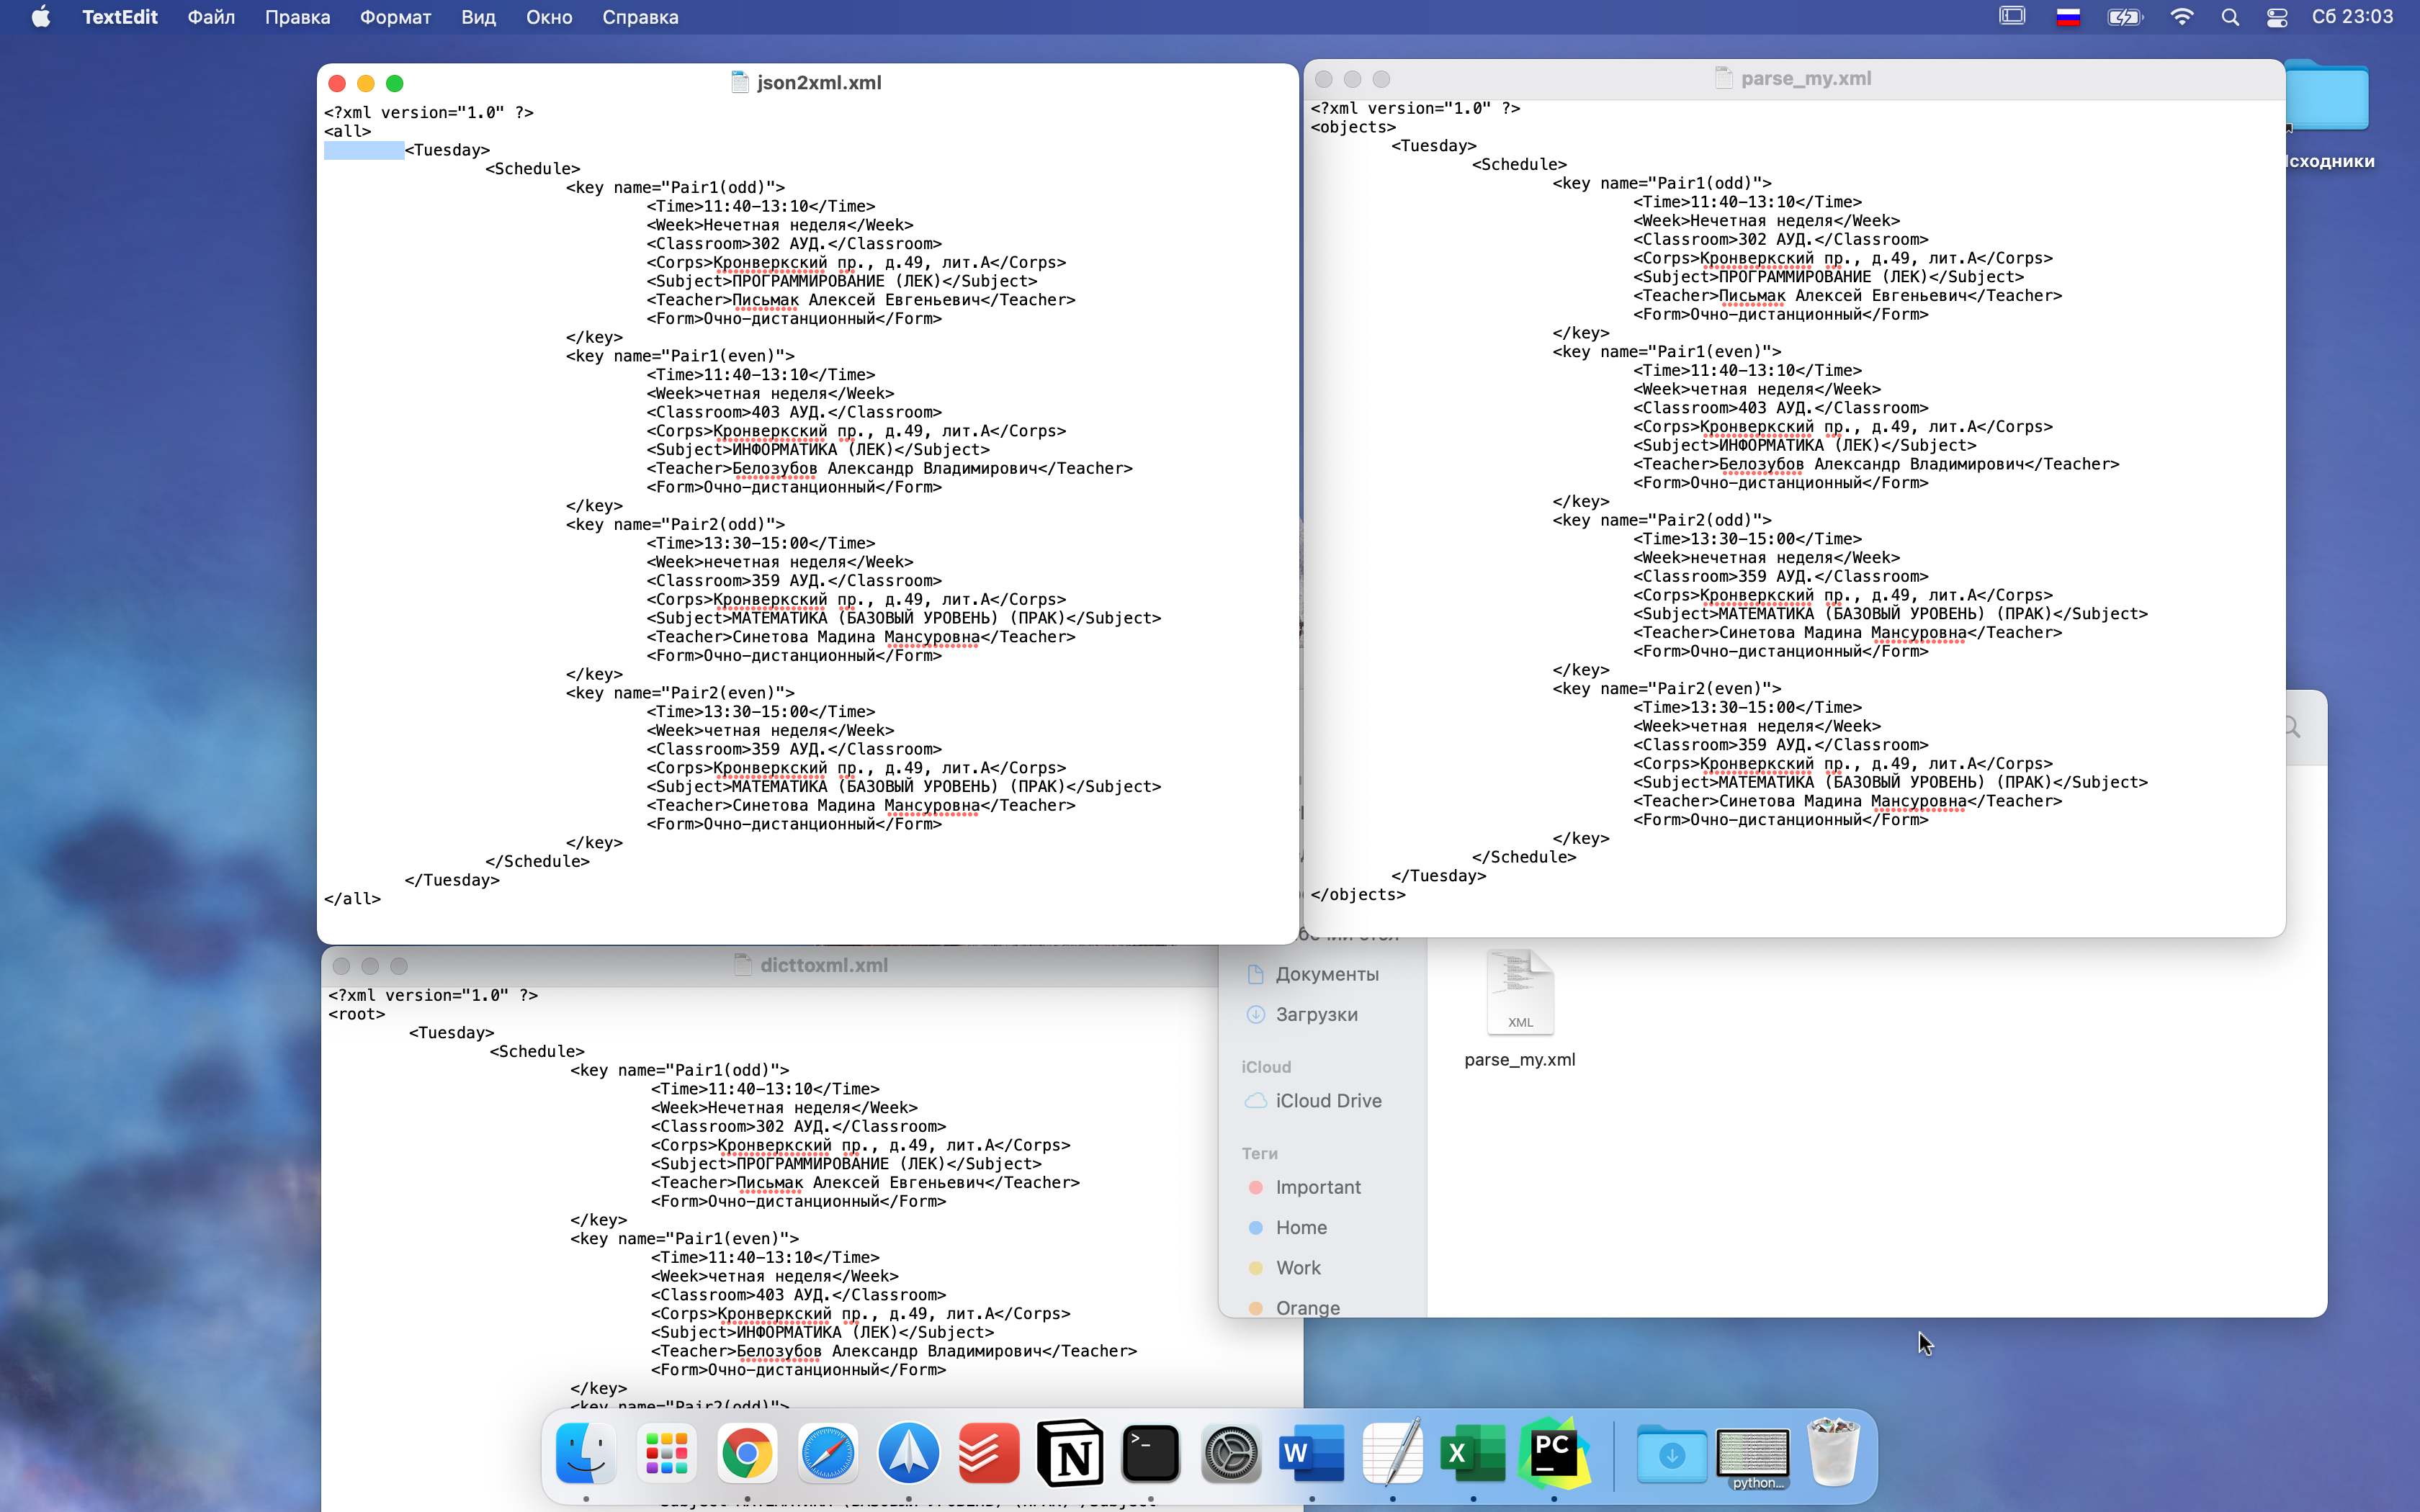 TextEdit Файл Правка Формат Вид Окно Справка Сб 23:03
json2xml.xml
<?xml version="1.0" ?>
<all>
<Tuesday>
<Schedule>
<key name="Pair1(odd)">
<Time>11:40-13:10</Time>
<Week>Нечетная неделя</Week>
<Classroom>302 АУД.</Classroom>
<Corps>Кронверкский пр., д.49, лит.А</Corps>
<Subject>ПРОГРАММИРОВАНИЕ (ЛЕК)</Subject>
<Teacher>Письмак Алексей Евгеньевич</Teacher>
<Form>Очно-дистанционный</Form>
</key>
<key name="Pair1(even)">
<Time>11:40-13:10</Time>
<Week>четная неделя</Week>
<Classroom>403 АУД.</Classroom>
<Corps>Кронверкский пр., д.49, лит.А</Corps>
<Subject>ИНФОРМАТИКА (ЛЕК)</Subject>
<Teacher>Белозубов Александр Владимирович</Teacher>
<Form>Очно-дистанционный</Form>
</key>
<key name="Pair2(odd)">
<Time>13:30-15:00</Time>
<Week>нечетная неделя</Week>
<Classroom>359 АУД.</Classroom>
<Corps>Кронверкский пр., д.49, лит.А</Corps>
<Subject>МАТЕМАТИКА (БАЗОВЫЙ УРОВЕНЬ) (ПРАК)</Subject>
<Teacher>Синетова Мадина Мансуровна</Teacher>
<Form>Очно-дистанционный</Form>
</key>
<key name="Pair2(even)">
<Time>13:30-15:00</Time>
<Week>четная неделя</Week>
<Classroom>359 АУД.</Classroom>
<Corps>Кронверкский пр., д.49, лит.А</Corps>
<Subject>МАТЕМАТИКА (БАЗОВЫЙ УРОВЕНЬ) (ПРАК)</Subject>
<Teacher>Синетова Мадина Мансуровна</Teacher>
<Form>Очно-дистанционный</Form>
</key>
</Schedule>
</Tuesday>
</all>
parse_my.xml
<?xml version="1.0" ?>
<objects>
<Tuesday>
<Schedule>
<key name="Pair1(odd)">
<Time>11:40-13:10</Time>
<Week>Нечетная неделя</Week>
<Classroom>302 АУД.</Classroom>
<Corps>Кронверкский пр., д.49, лит.А</Corps>
<Subject>ПРОГРАММИРОВАНИЕ (ЛЕК)</Subject>
<Teacher>Письмак Алексей Евгеньевич</Teacher>
<Form>Очно-дистанционный</Form>
</key>
<key name="Pair1(even)">
<Time>11:40-13:10</Time>
<Week>четная неделя</Week>
<Classroom>403 АУД.</Classroom>
<Corps>Кронверкский пр., д.49, лит.А</Corps>
<Subject>ИНФОРМАТИКА (ЛЕК)</Subject>
<Teacher>Белозубов Александр Владимирович</Teacher>
<Form>Очно-дистанционный</Form>
</key>
<key name="Pair2(odd)">
<Time>13:30-15:00</Time>
<Week>нечетная неделя</Week>
<Classroom>359 АУД.</Classroom>
<Corps>Кронверкский пр., д.49, лит.А</Corps>
<Subject>МАТЕМАТИКА (БАЗОВЫЙ УРОВЕНЬ) (ПРАК)</Subject>
<Teacher>Синетова Мадина Мансуровна</Teacher>
<Form>Очно-дистанционный</Form>
</key>
<key name="Pair2(even)">
<Time>13:30-15:00</Time>
<Week>четная неделя</Week>
<Classroom>359 АУД.</Classroom>
<Corps>Кронверкский пр., д.49, лит.А</Corps>
<Subject>МАТЕМАТИКА (БАЗОВЫЙ УРОВЕНЬ) (ПРАК)</Subject>
<Teacher>Синетова Мадина Мансуровна</Teacher>
<Form>Очно-дистанционный</Form>
</key>
</Schedule>
</Tuesday>
</objects>
сходники
dicttoxml.xml
<?xml version="1.0" ?>
<root>
<Tuesday>
<Schedule>
<key name="Pair1(odd)">
<Time>11:40-13:10</Time>
<Week>Нечетная неделя</Week>
<Classroom>302 АУД.</Classroom>
<Corps>Кронверкский пр., д.49, лит.А</Corps>
<Subject>ПРОГРАММИРОВАНИЕ (ЛЕК)</Subject>
<Teacher>Письмак Алексей Евгеньевич</Teacher>
<Form>Очно-дистанционный</Form>
</key>
<key name="Pair1(even)">
<Time>11:40-13:10</Time>
<Week>четная неделя</Week>
<Classroom>403 АУД.</Classroom>
<Corps>Кронверкский пр., д.49, лит.А</Corps>
<Subject>ИНФОРМАТИКА (ЛЕК)</Subject>
<Teacher>Белозубов Александр Владимирович</Teacher>
<Form>Очно-дистанционный</Form>
</key>
<key name="Pair2(odd)">
Документы
Загрузки
iCloud
iCloud Drive
Теги
Important
Home
Work
Orange
XML
parse_my.xml
N
>_
W
X
PC
python...